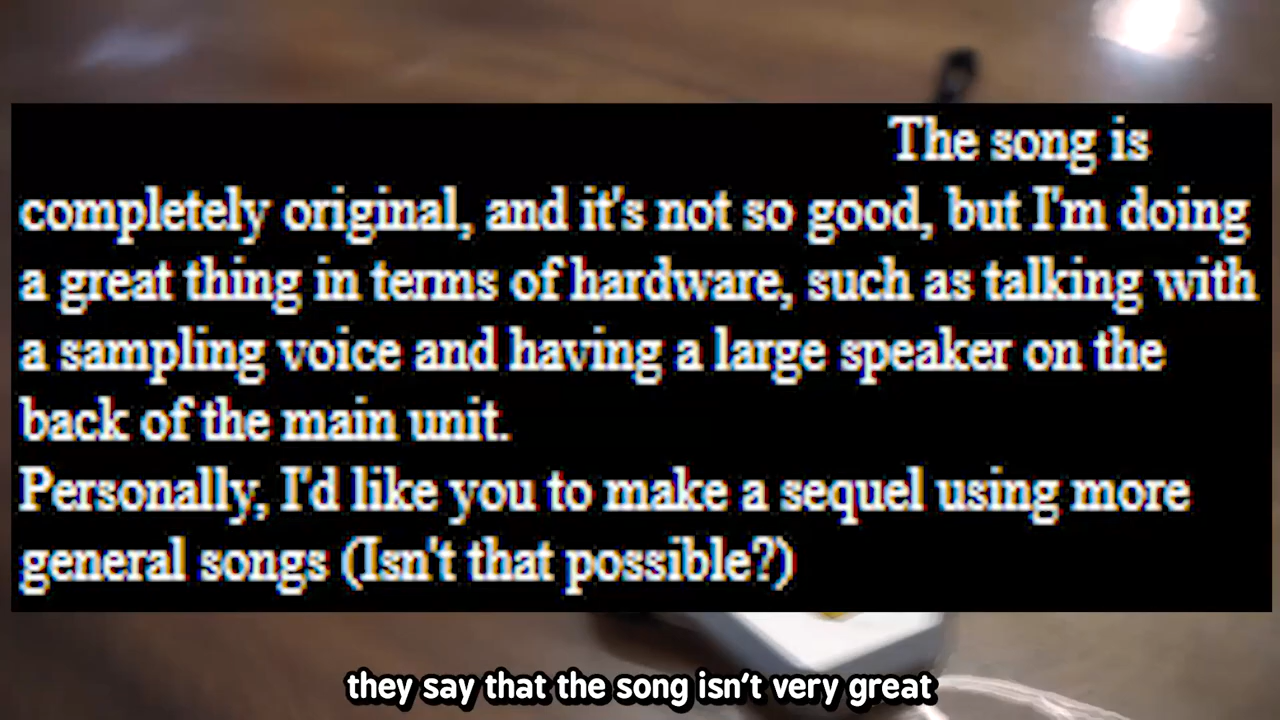 The song is
completely original, and it's not so good, but I'm doing
a great thing in terms of hardware, such as talking with
a sampling voice and having a large speaker on the
back of the main unit.
Personally, I'd like you to make a sequel using more
general songs (Isn't that possible?)
they say that the song isn't very great